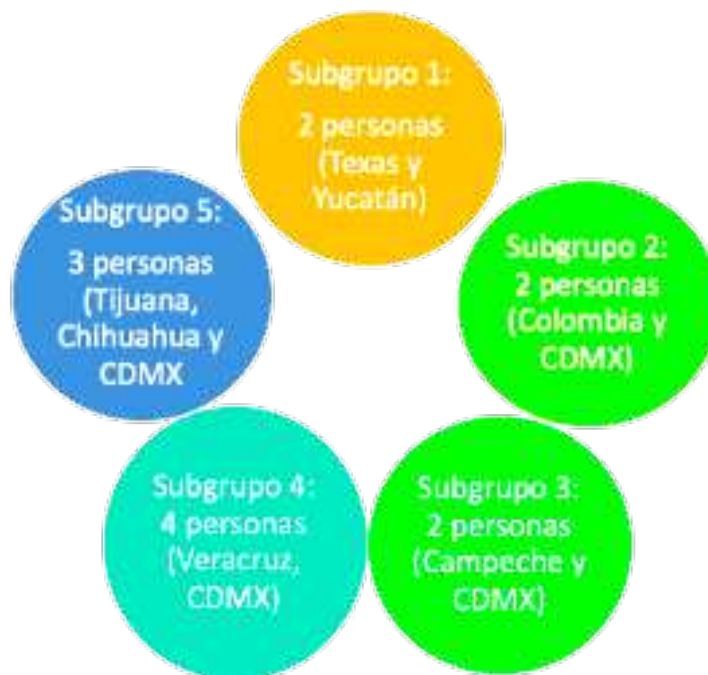 Subgrupo 1:
2 personas
(Texas y
Yucatán)
Subgrupo 2:
2 personas
(Colombia y
CDMX)
Subgrupo 3:
2 personas
(Campeche y
CDMX)
Subgrupo 4:
4 personas
(Veracruz,
CDMX)
Subgrupo 5:
3 personas
(Tijuana,
Chihuahua y
CDMX